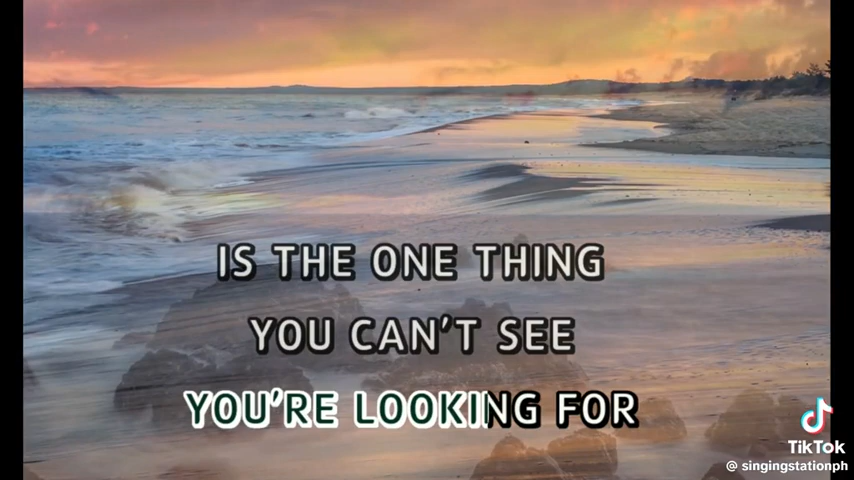 IS THE ONE THING
YOU CAN'T SEE
YOU'RE LOOKING FOR
TikTok
@ singingstationph